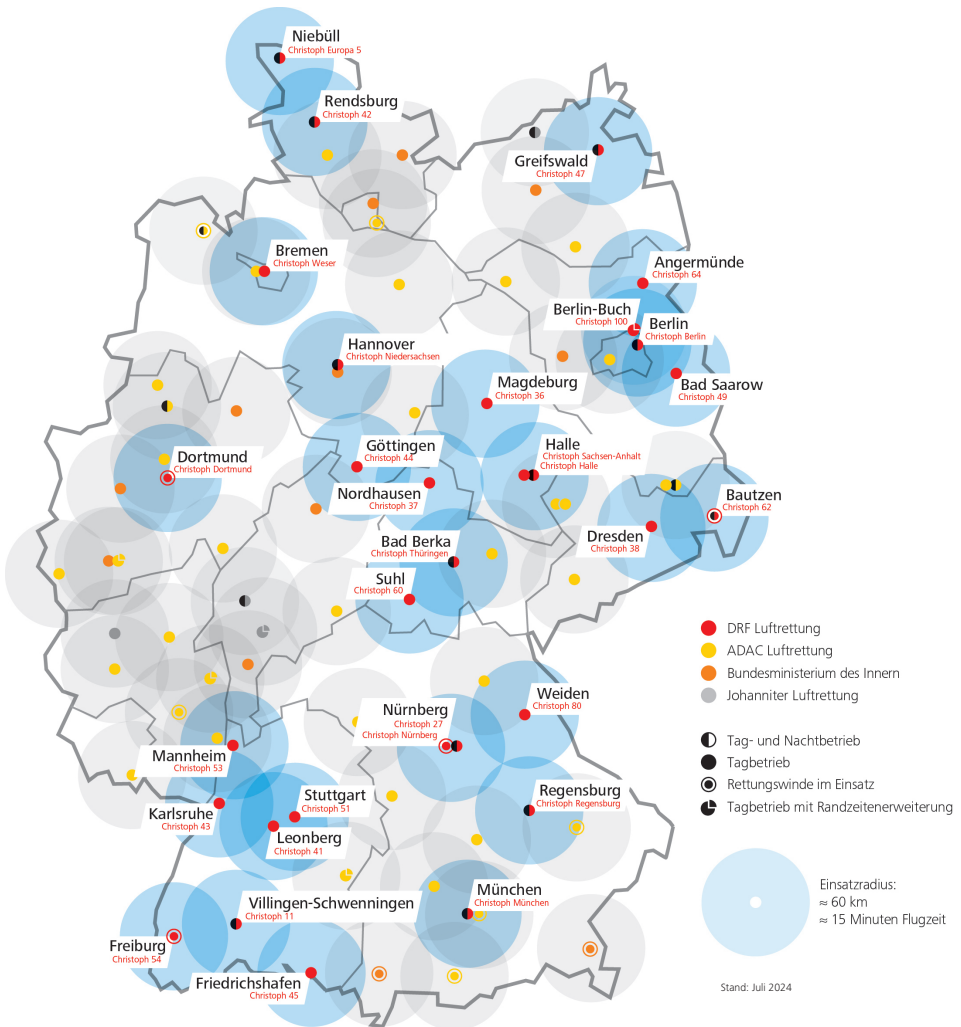 Niebüll
Christoph Europa 5
Rendsburg
Christoph 42
Greifswald
Christoph 47
Bremen
Christoph Weser
Angermünde
Christoph 64
Berlin-Buch
Christoph 100
Berlin
Christoph Berlin
Hannover
Christoph Niedersachsen
Magdeburg
Christoph 36
Bad Saarow
Christoph 49
Göttingen
Christoph 44
Halle
Christoph Sachsen-Anhalt
Christoph Halle
Dortmund
Christoph Dortmund
Nordhausen
Christoph 37
Bautzen
Christoph 62
Dresden
Christoph 38
Bad Berka
Christoph Thüringen
Suhl
Christoph 60
DRF Luftrettung
ADAC Luftrettung
Bundesministerium des Innern
Johanniter Luftrettung
Weiden
Christoph 80
Nürnberg
Christoph 27
Christoph Nürnberg
Tag- und Nachtbetrieb
Tagbetrieb
Rettungswinde im Einsatz
Tagbetrieb mit Randzeitenerweiterung
Mannheim
Christoph 53
Regensburg
Christoph Regensburg
Stuttgart
Christoph 51
Karlsruhe
Christoph 43
Leonberg
Christoph 41
Einsatzradius:
≈ 60 km
≈ 15 Minuten Flugzeit
München
Christoph München
Villingen-Schwenningen
Christoph 11
Freiburg
Christoph 54
Friedrichshafen
Christoph 45
Stand: Juli 2024